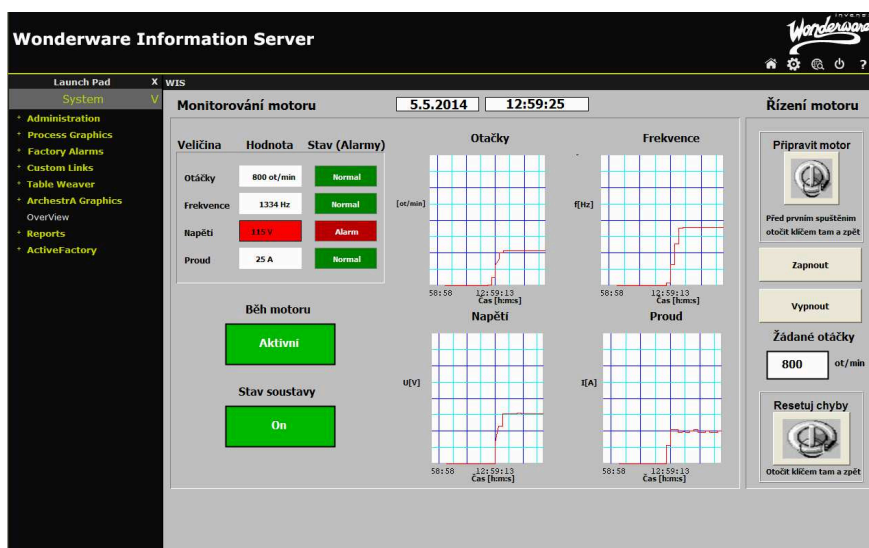 invens
Wonderware
Wonderware Information Server
?
Launch Pad X WIS
System V
+ Administration
+ Process Graphics
+ Factory Alarms
+ Custom Links
+ Table Weaver
+ ArchestrA Graphics
OverView
+ Reports
+ ActiveFactory
Monitorování motoru 5.5.2014 12:59:25
Veličina Hodnota Stav (Alarmy)
Otáčky 800 ot/min Normal
Frekvence 1334 Hz Normal
Napětí 115 V Alarm
Proud 25 A Normal
Běh motoru
Aktivní
Stav soustavy
On
Otačky
[ot/min]
58:58 12:59:13
Čas [h:m:s]
Frekvence
f[Hz]
58:58 12:59:13
Čas [h:m:s]
Napětí
U[V]
58:58 12:59:13
Čas [h:m:s]
Proud
I[A]
58:58 12:59:13
Čas [h:m:s]
Řízení motoru
Připravit motor
Před prvním spuštěním
otočit klíčem tam a zpět
Zapnout
Vypnout
Žádané otáčky
800 ot/min
Resetuj chyby
Otočit klíčem tam a zpět